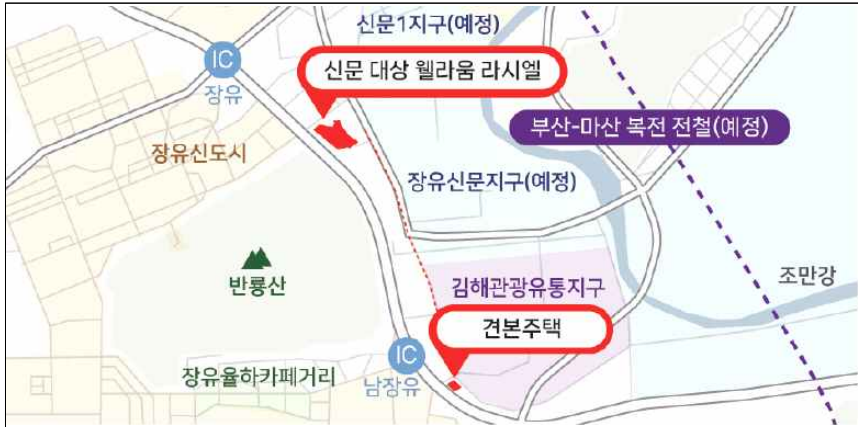 신문1지구(예정)
IC
장유
신문 대상 웰라움 라시엘
부산-마산 복전 전철(예정)
장유신도시
장유신문지구(예정)
반룡산
김해관광유통지구
조만강
견본주택
IC
남장유
장유율하카페거리